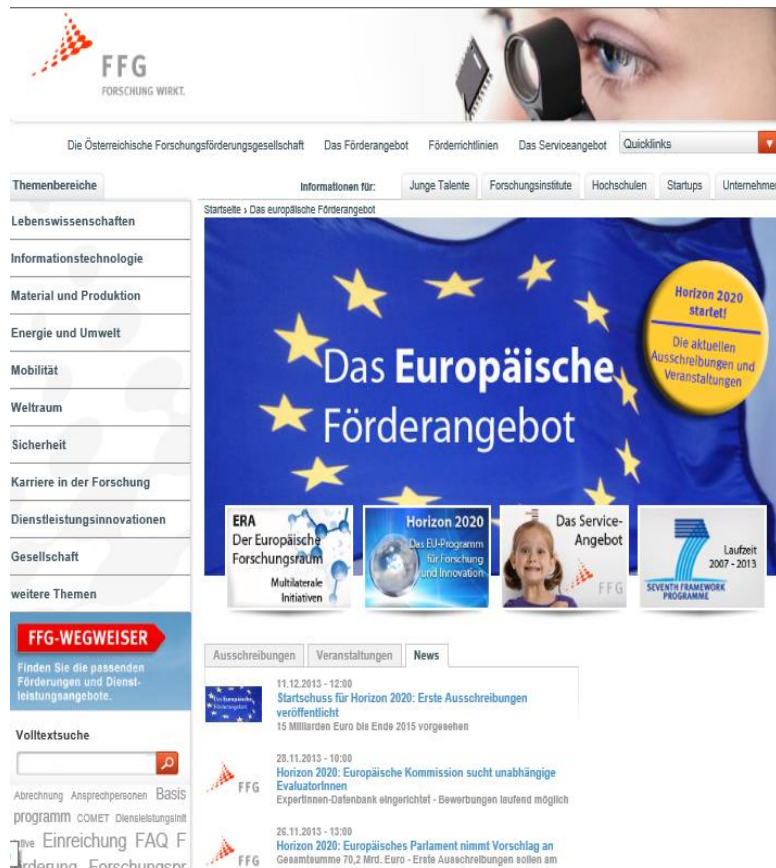 FFG
FORSCHUNG WIRKT.
Die Österreichische Forschungsförderungsgesellschaft Das Förderangebot Förderrichtlinien Das Serviceangebot Quicklinks
Themenbereiche
Informationen für: Junge Talente Forschungsinstitute Hochschulen Startups Unternehmen
Startseite › Das europäische Förderangebot
Lebenswissenschaften
Informationstechnologie
Material und Produktion
Energie und Umwelt
Mobilität
Weltraum
Sicherheit
Karriere in der Forschung
Dienstleistungsinnovationen
Gesellschaft
weitere Themen
Das Europäische
Förderangebot
Horizon 2020
startet!
Die aktuellen
Ausschreibungen und
Veranstaltungen
ERA
Der Europäische
Forschungsraum
Multilaterale
Initiativen
Horizon 2020
Das EU-Programm
für Forschung
und Innovation
Das Service-
Angebot
FFG
7
Laufzeit
2007 - 2013
SEVENTH FRAMEWORK
PROGRAMME
FFG-WEGWEISER
Finden Sie die passenden
Förderungen und Dienst-
leistungsangebote.
Volltextsuche
Abrechnung Ansprechpersonen Basis
programm COMET Dienstleistungsinit
Einreichung FAQ F
Forschungspr
Ausschreibungen Veranstaltungen News
Das Europäische
Förderangebot
11.12.2013 - 12:00
Startschuss für Horizon 2020: Erste Ausschreibungen
veröffentlicht
15 Milliarden Euro bis Ende 2015 vorgesehen
FFG
28.11.2013 - 10:00
Horizon 2020: Europäische Kommission sucht unabhängige
EvaluatorInnen
ExpertInnen-Datenbank eingerichtet - Bewerbungen laufend möglich
FFG
26.11.2013 - 13:00
Horizon 2020: Europäisches Parlament nimmt Vorschlag an
Gesamtsumme 70,2 Mrd. Euro - Erste Ausschreibungen sollen am